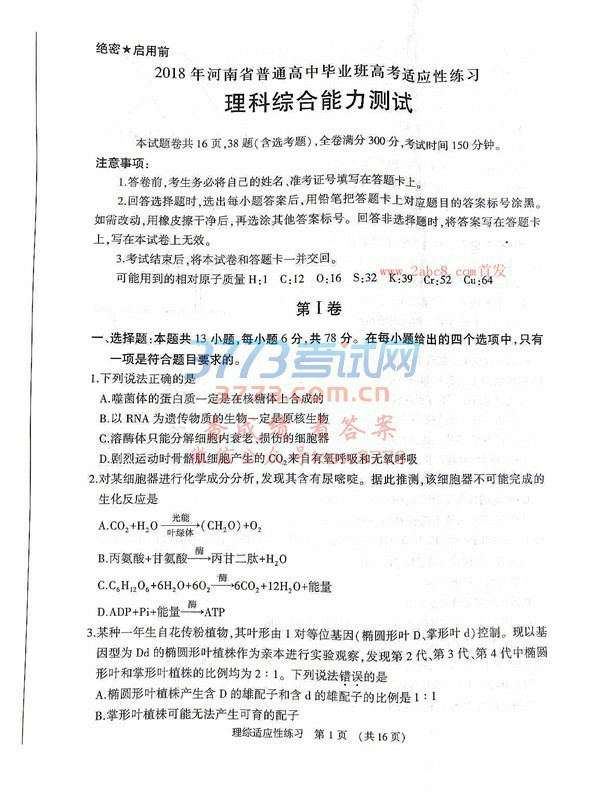 绝密★启用前
2018年河南省普通高中毕业班高考适应性练习
理科综合能力测试
本试题卷共16页,38题(含选考题),全卷满分300分,考试时间150分钟。
注意事项:
1.答卷前,考生务必将自己的姓名、准考证号填写在答题卡上。
2.回答选择题时,选出每小题答案后,用铅笔把答题卡上对应题目的答案标号涂黑。
如需改动,用橡皮擦干净后,再选涂其他答案标号。回答非选择题时,将答案写在答题卡
上,写在本试卷上无效。
3.考试结束后,将本试卷和答题卡一并交回。
www.2abc8.com首发
可能用到的相对原子质量 H:1 C:12 O:16 S:32 K:39 Cr:52 Cu:64
第Ⅰ卷
一、选择题:本题共13小题,每小题6分,共78分。在每小题给出的四个选项中,只有
一项是符合题目要求的。
3773考试网
1.下列说法正确的是
3773.com.cn
A.噬菌体的蛋白质一定是在核糖体上合成的
B.以RNA为遗传物质的生物一定是原核生物
查成绩 看答案
C.溶酶体只能分解细胞内衰老、损伤的细胞器
D.剧烈运动时骨骼肌细胞产生的CO₂来自有氧呼吸和无氧呼吸
2.对某细胞器进行化学成分分析,发现其含有尿嘧啶。据此推测,该细胞器不可能完成的
生化反应是
A.CO₂+H₂O 光能→叶绿体 (CH₂O)+O₂
B.丙氨酸+甘氨酸 酶→ 丙甘二肽+H₂O
C.C₆H₁₂O₆+6H₂O+6O₂ 酶→ 6CO₂+12H₂O+能量
D.ADP+Pi+能量 酶→ ATP
3.某种一年生自花传粉植物,其叶形由1对等位基因(椭圆形叶D、掌形叶d)控制。现以基
因型为Dd的椭圆形叶植株作为亲本进行实验观察,发现第2代、第3代、第4代中椭圆
形叶和掌形叶植株的比例均为2∶1。下列说法错误的是
A.椭圆形叶植株产生含D的雄配子和含d的雄配子的比例是1∶1
B.掌形叶植株可能无法产生可育的配子
理综适应性练习 第1页 (共16页)